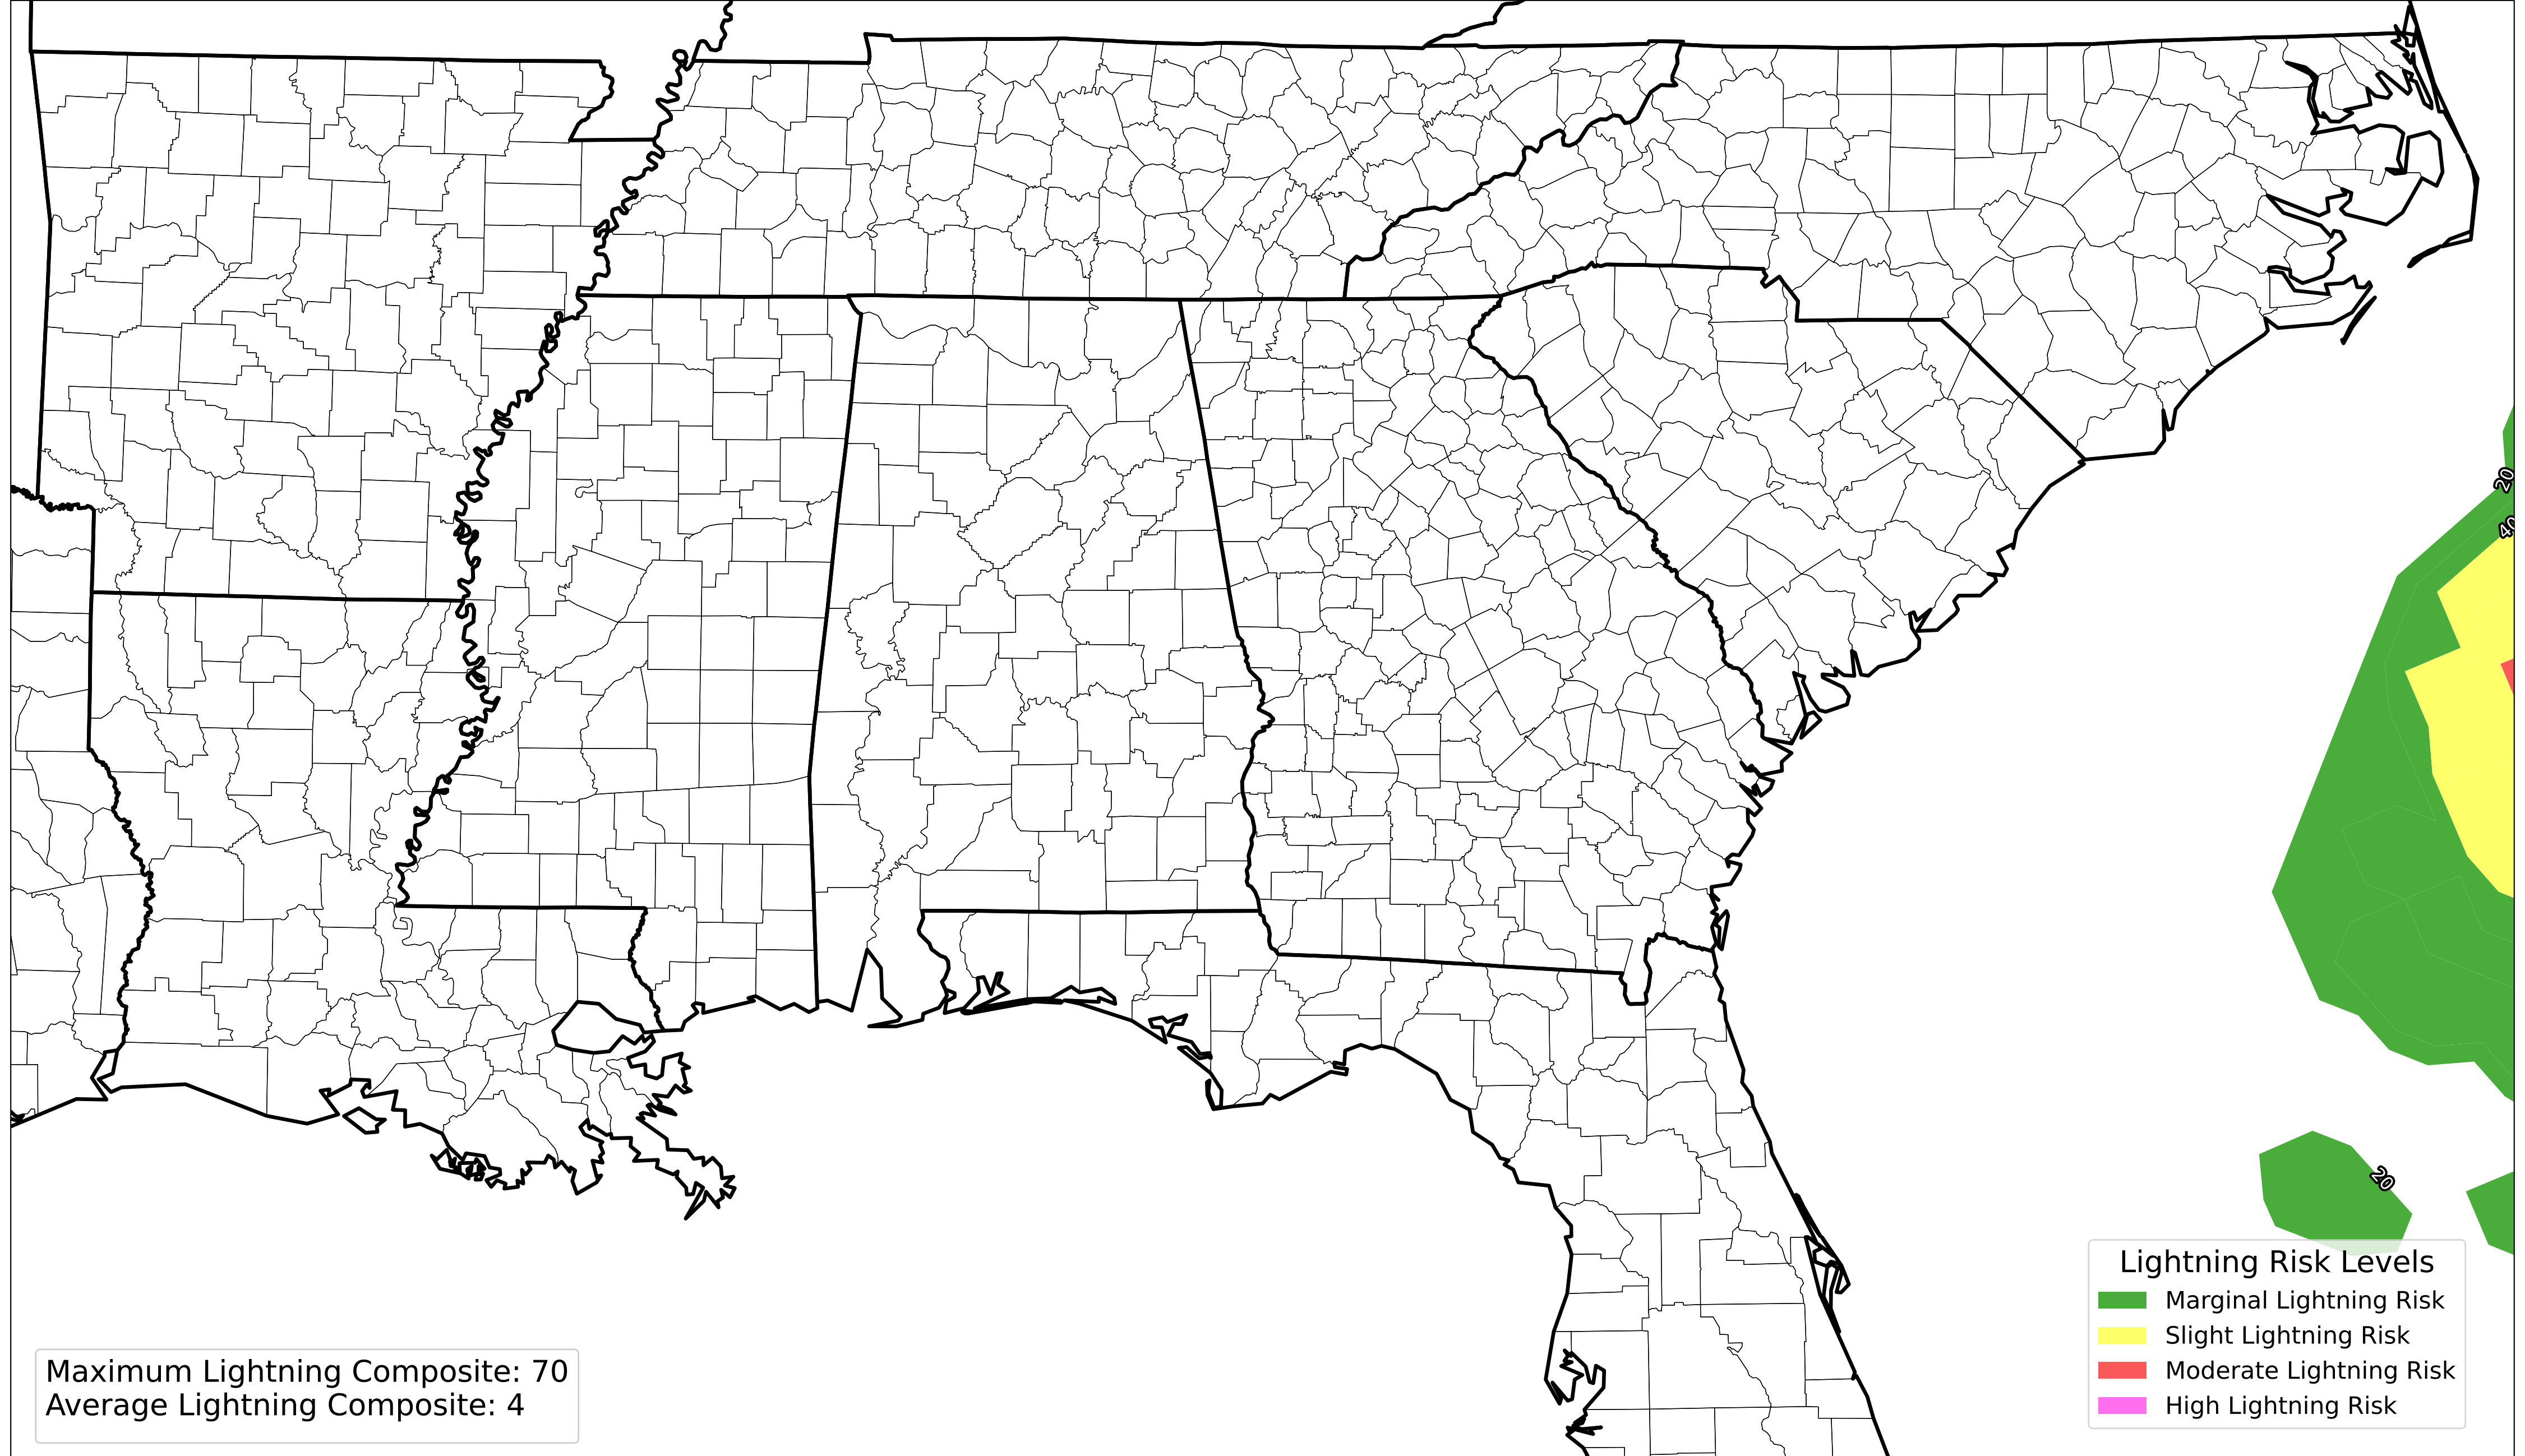 20
40
20
Lightning Risk Levels
Marginal Lightning Risk
Slight Lightning Risk
Moderate Lightning Risk
High Lightning Risk
Maximum Lightning Composite: 70
Average Lightning Composite: 4